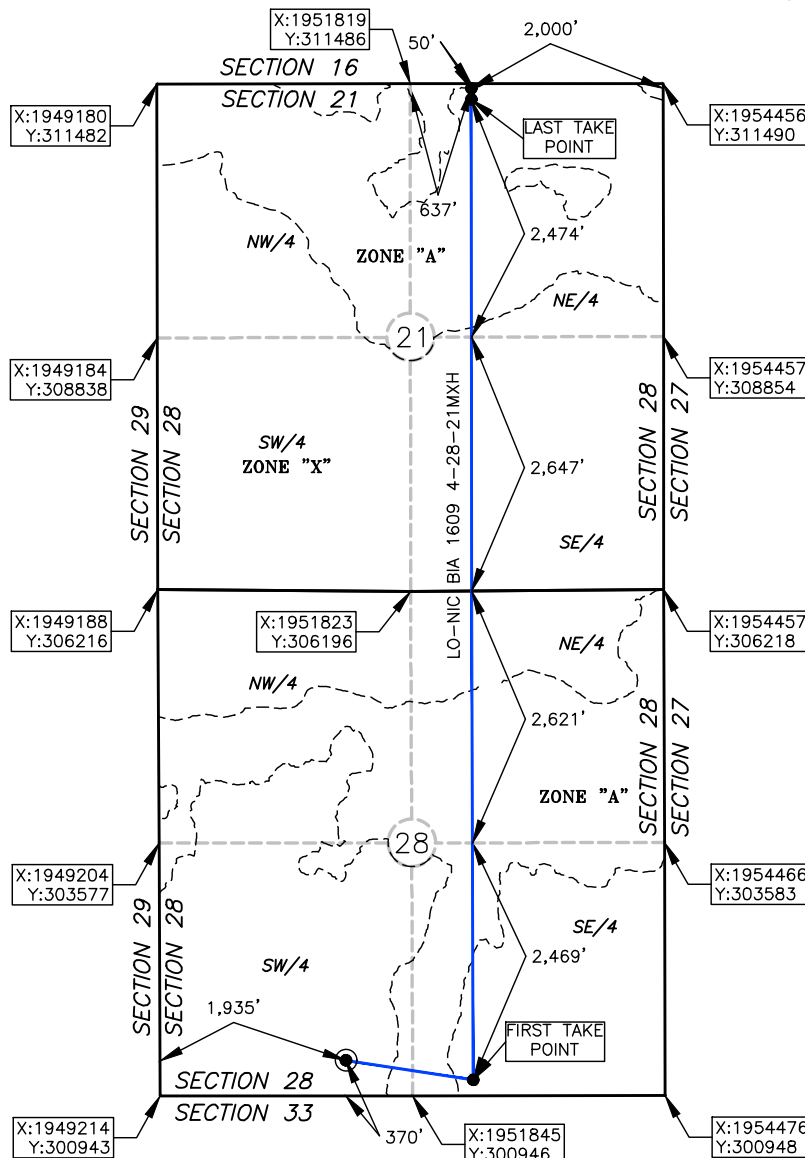 X:1951819
Y:311486
50'
2,000'
SECTION 16
SECTION 21
X:1949180
Y:311482
X:1954456
Y:311490
LAST TAKE
POINT
637'
2,474'
NW/4
ZONE "A"
NE/4
21
X:1949184
Y:308838
X:1954457
Y:308854
SECTION 29
SECTION 28
SW/4
ZONE "X"
LO-NIC BIA 1609 4-28-21MXH
2,647'
SECTION 28
SECTION 27
SE/4
X:1949188
Y:306216
X:1951823
Y:306196
X:1954457
Y:306218
NE/4
NW/4
2,621'
SECTION 28
SECTION 27
ZONE "A"
28
X:1949204
Y:303577
X:1954466
Y:303583
SECTION 29
SECTION 28
SE/4
2,469'
SW/4
1,935'
FIRST TAKE
POINT
SECTION 28
SECTION 33
X:1949214
Y:300943
370'
X:1951845
Y:300946
X:1954476
Y:300948